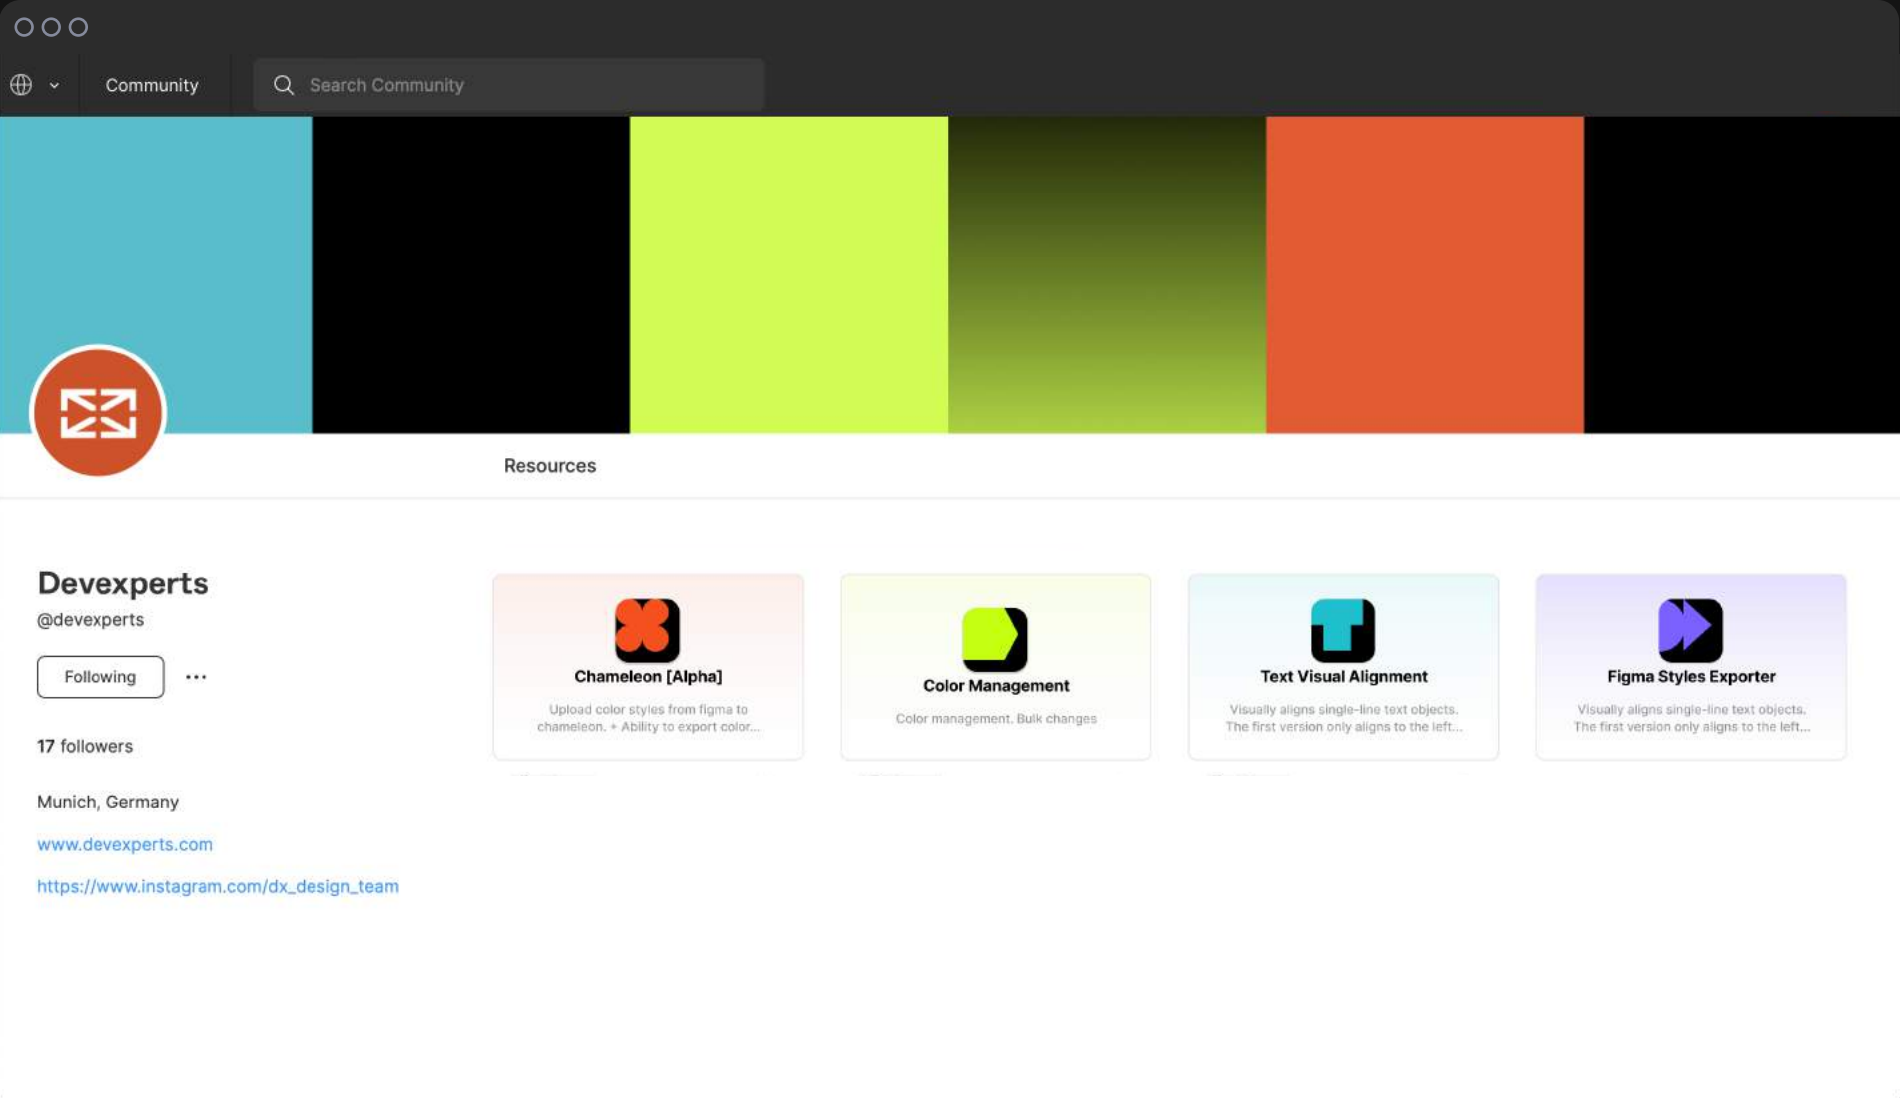 Community
Search Community
Resources
Devexperts
@devexperts
Following
17 followers
Munich, Germany
www.devexperts.com
https://www.instagram.com/dx_design_team
Chameleon [Alpha]
Upload color styles from figma to
chameleon. + Ability to export color...
Color Management
Color management. Bulk changes
Text Visual Alignment
Visually aligns single-line text objects.
The first version only aligns to the left...
Figma Styles Exporter
Visually aligns single-line text objects.
The first version only aligns to the left...